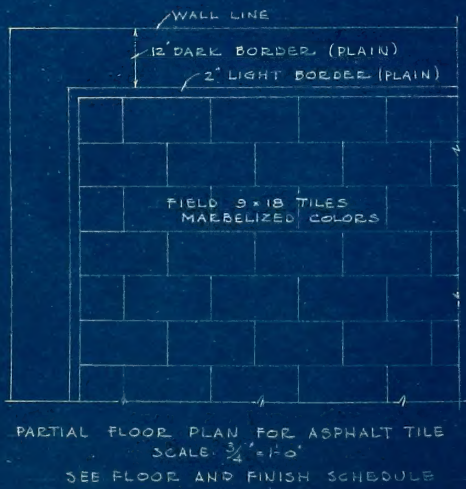 WALL LINE
12" DARK BORDER (PLAIN)
2" LIGHT BORDER (PLAIN)
FIELD 9 x 18 TILES
MARBELIZED COLORS
PARTIAL FLOOR PLAN FOR ASPHALT TILE
SCALE 3/4" = 1'-0"
SEE FLOOR AND FINISH SCHEDULE